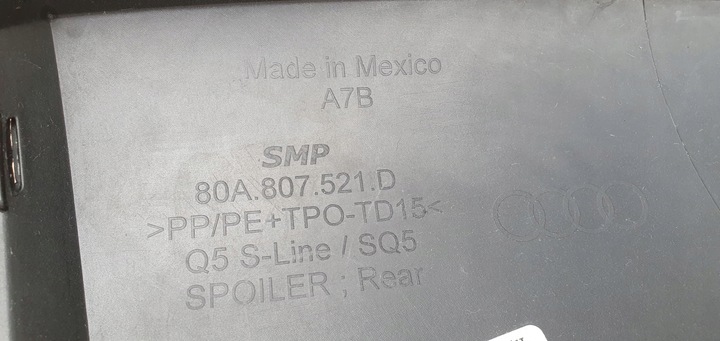 Made in Mexico
A7B
SMP
80A.807.521.D
>PP/PE+TPO-TD15<
Q5 S-Line / SQ5
SPOILER ; Rear